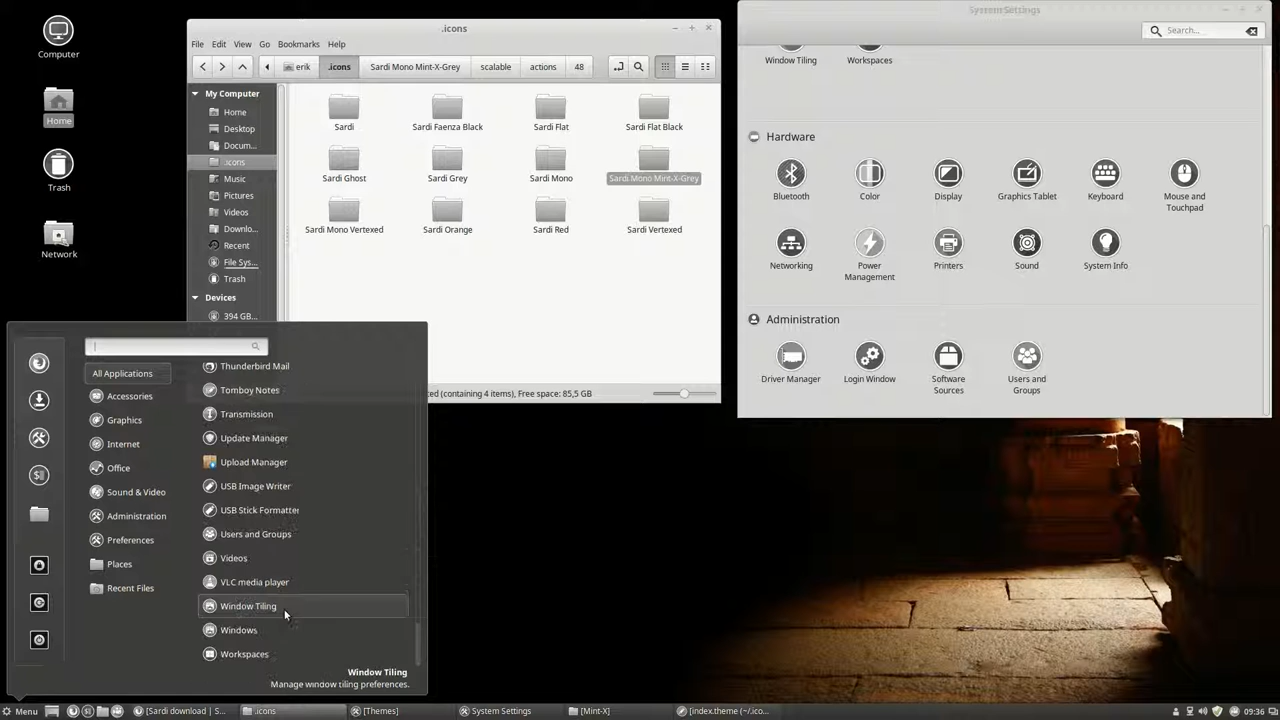 Computer
Home
Trash
Network
.icons
File Edit View Go Bookmarks Help
erik .icons Sardi Mono Mint-X-Grey scalable actions 48
My Computer
Home
Desktop
Docum...
.icons
Music
Pictures
Videos
Downlo...
Recent
File Sys...
Trash
Devices
394 GB...
Sardi Sardi Faenza Black Sardi Flat Sardi Flat Black
Sardi Ghost Sardi Grey Sardi Mono Sardi Mono Mint-X-Grey
Sardi Mono Vertexed Sardi Orange Sardi Red Sardi Vertexed
(containing 4 items), Free space: 85,5 GB
System Settings
Search...
Window Tiling Workspaces
Hardware
Bluetooth Color Display Graphics Tablet Keyboard Mouse and
Touchpad
Networking Power
Management Printers Sound System Info
Administration
Driver Manager Login Window Software
Sources Users and
Groups
All Applications
Accessories
Graphics
Internet
Office
Sound & Video
Administration
Preferences
Places
Recent Files
Thunderbird Mail
Tomboy Notes
Transmission
Update Manager
Upload Manager
USB Image Writer
USB Stick Formatter
Users and Groups
Videos
VLC media player
Window Tiling
Windows
Workspaces
Window Tiling
Manage window tiling preferences.
Menu [Sardi download | S... .icons [Themes] System Settings [Mint-X] [index.theme (~/.ico... 09:36